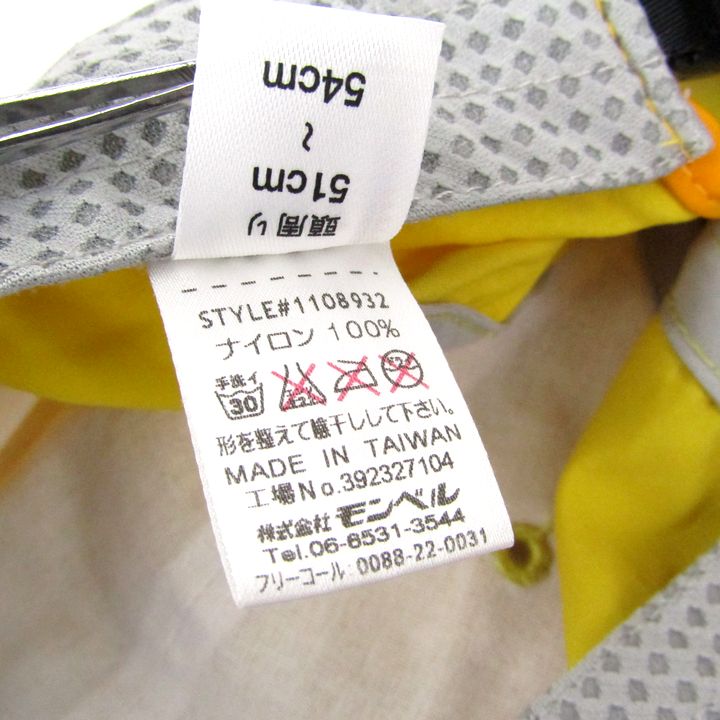 頭周り
51cm
~
54cm
STYLE#1108932
ナイロン 100%
手洗イ
30
形を整えて陰干しして下さい。
MADE IN TAIWAN
工場No.392327104
株式会社 モンベル
Tel.06-6531-3544
フリーコール:0088-22-0031